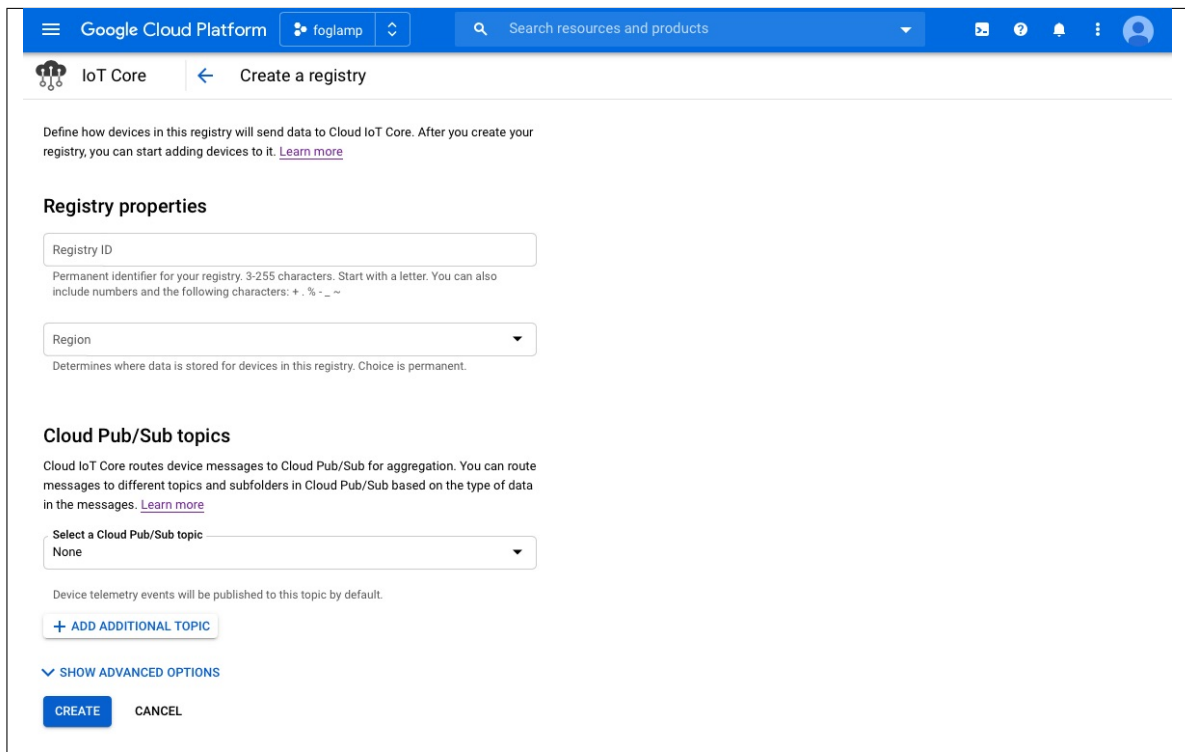 Google Cloud Platform
foglamp
Search resources and products
IoT Core
Create a registry
Define how devices in this registry will send data to Cloud IoT Core. After you create your
registry, you can start adding devices to it. Learn more
Registry properties
Registry ID
Permanent identifier for your registry. 3-255 characters. Start with a letter. You can also
include numbers and the following characters: + . % - _ ~
Region
Determines where data is stored for devices in this registry. Choice is permanent.
Cloud Pub/Sub topics
Cloud IoT Core routes device messages to Cloud Pub/Sub for aggregation. You can route
messages to different topics and subfolders in Cloud Pub/Sub based on the type of data
in the messages. Learn more
Select a Cloud Pub/Sub topic
None
Device telemetry events will be published to this topic by default.
+ ADD ADDITIONAL TOPIC
SHOW ADVANCED OPTIONS
CREATE CANCEL